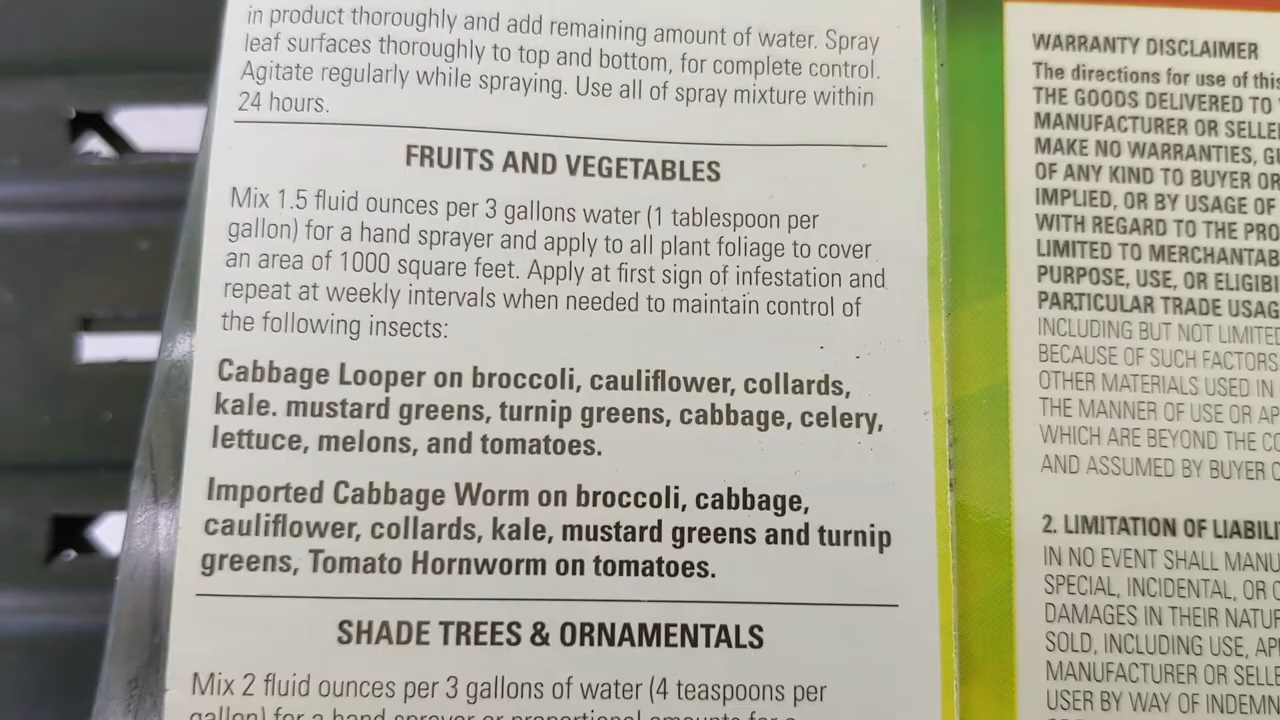 in product thoroughly and add remaining amount of water. Spray
leaf surfaces thoroughly to top and bottom, for complete control.
Agitate regularly while spraying. Use all of spray mixture within
24 hours.
FRUITS AND VEGETABLES
Mix 1.5 fluid ounces per 3 gallons water (1 tablespoon per
gallon) for a hand sprayer and apply to all plant foliage to cover
an area of 1000 square feet. Apply at first sign of infestation and
repeat at weekly intervals when needed to maintain control of
the following insects:
Cabbage Looper on broccoli, cauliflower, collards,
kale. mustard greens, turnip greens, cabbage, celery,
lettuce, melons, and tomatoes.
Imported Cabbage Worm on broccoli, cabbage,
cauliflower, collards, kale, mustard greens and turnip
greens, Tomato Hornworm on tomatoes.
SHADE TREES & ORNAMENTALS
Mix 2 fluid ounces per 3 gallons of water (4 teaspoons per
gallon) for a hand sprayer or proportional amounts for a
WARRANTY DISCLAIMER
The directions for use of this
THE GOODS DELIVERED TO
MANUFACTURER OR SELLE
MAKE NO WARRANTIES, GU
OF ANY KIND TO BUYER OR
IMPLIED, OR BY USAGE OF
WITH REGARD TO THE PRO
LIMITED TO MERCHANTAB
PURPOSE, USE, OR ELIGIBI
PARTICULAR TRADE USAG
INCLUDING BUT NOT LIMITED
BECAUSE OF SUCH FACTORS
OTHER MATERIALS USED IN
THE MANNER OF USE OR AP
WHICH ARE BEYOND THE CO
AND ASSUMED BY BUYER O
2. LIMITATION OF LIABILI
IN NO EVENT SHALL MANU
SPECIAL, INCIDENTAL, OR C
DAMAGES IN THEIR NATUR
SOLD, INCLUDING USE, APP
MANUFACTURER OR SELLE
USER BY WAY OF INDEMN